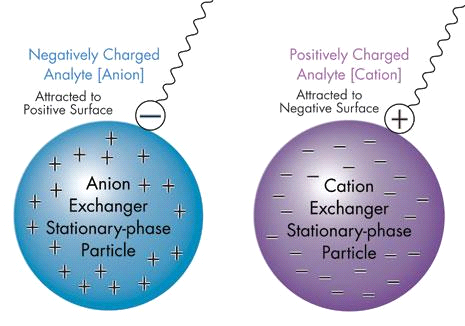 Negatively Charged
Analyte [Anion]
Attracted to
Positive Surface
Anion
Exchanger
Stationary-phase
Particle
Positively Charged
Analyte [Cation]
Attracted to
Negative Surface
Cation
Exchanger
Stationary-phase
Particle